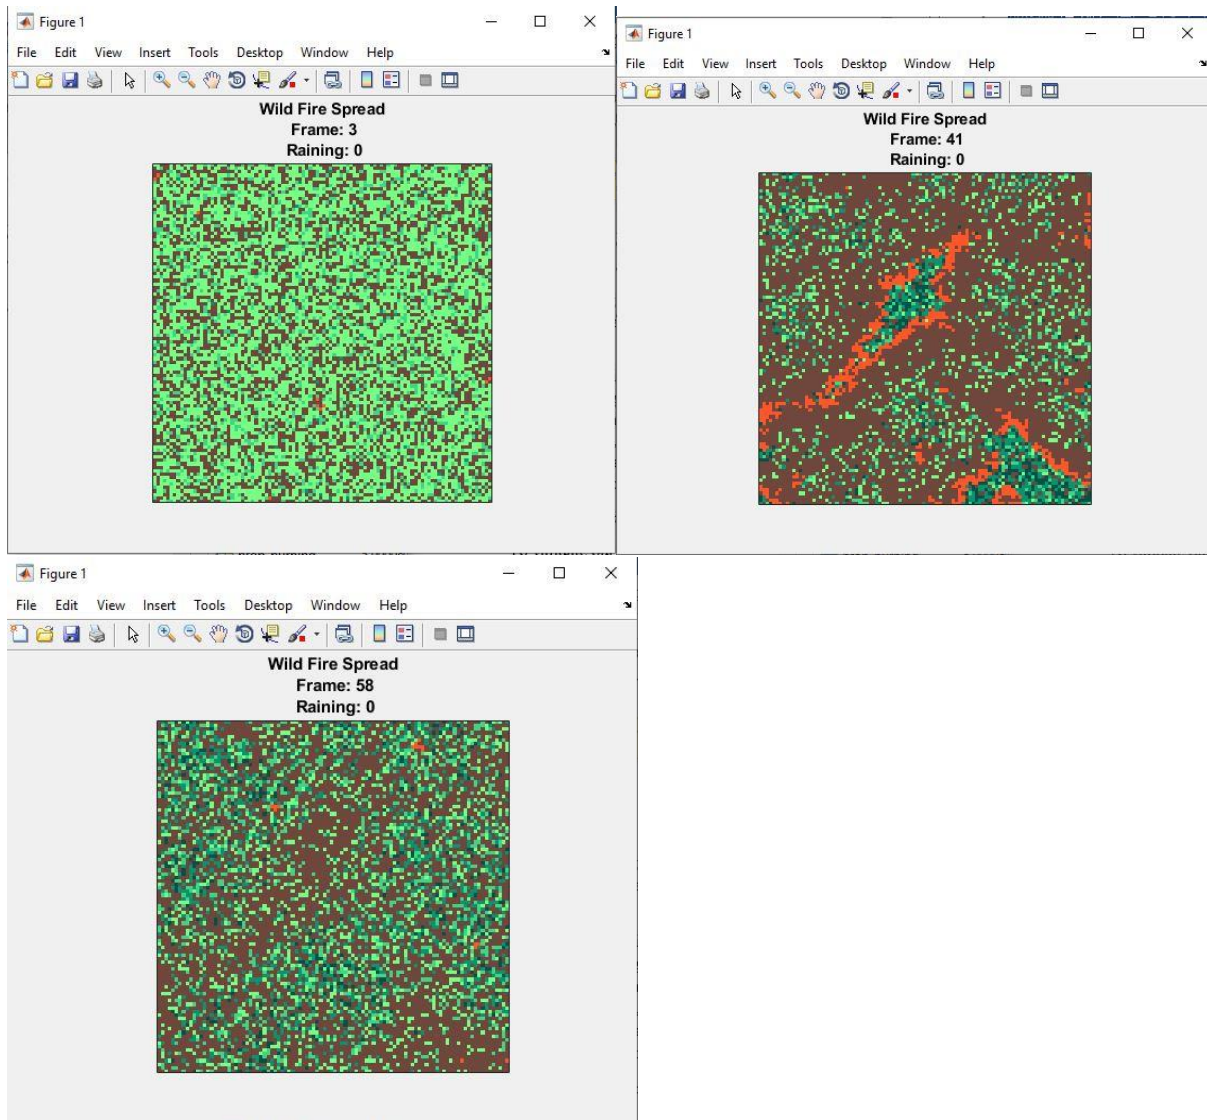 Figure 1
File Edit View Insert Tools Desktop Window Help
Wild Fire Spread
Frame: 3
Raining: 0
Figure 1
File Edit View Insert Tools Desktop Window Help
Wild Fire Spread
Frame: 41
Raining: 0
Figure 1
File Edit View Insert Tools Desktop Window Help
Wild Fire Spread
Frame: 58
Raining: 0